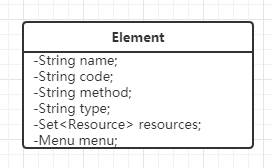 Element
-String name;
-String code;
-String method;
-String type;
-Set<Resource> resources;
-Menu menu;